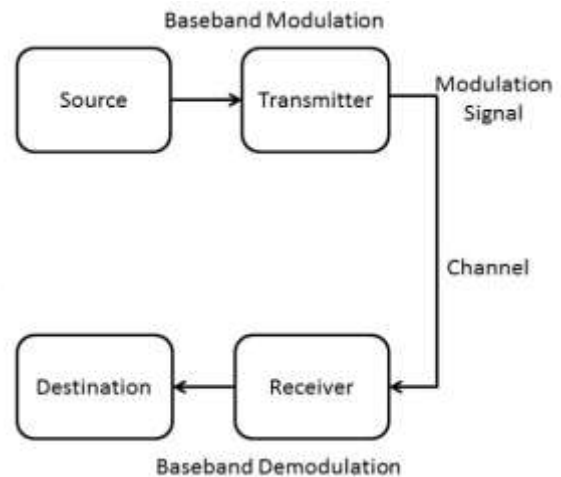 Baseband Modulation
Source
Transmitter
Modulation
Signal
Channel
Destination
Receiver
Baseband Demodulation